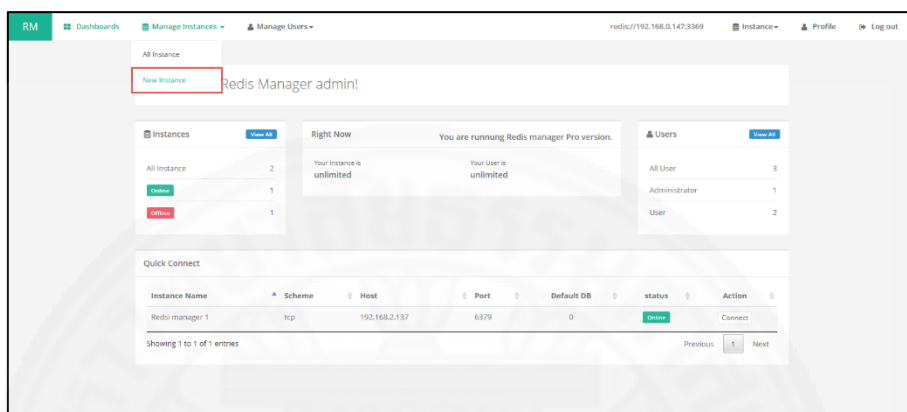 RM Dashboards Manage Instances Manage Users redis://192.168.0.147:3369 Instance Profile Log out
All Instance
New Instance
Redis Manager admin!
Instances View All
All Instance 2
Online 1
Offline 1
Right Now You are runnung Redis manager Pro version.
Your Instance is Your User is
unlimited unlimited
Users View All
All User 3
Administrator 1
User 2
Quick Connect
Instance Name Scheme Host Port Default DB status Action
Redsi manager 1 tcp 192.168.2.137 6379 0 Online Connect
Showing 1 to 1 of 1 entries Previous 1 Next